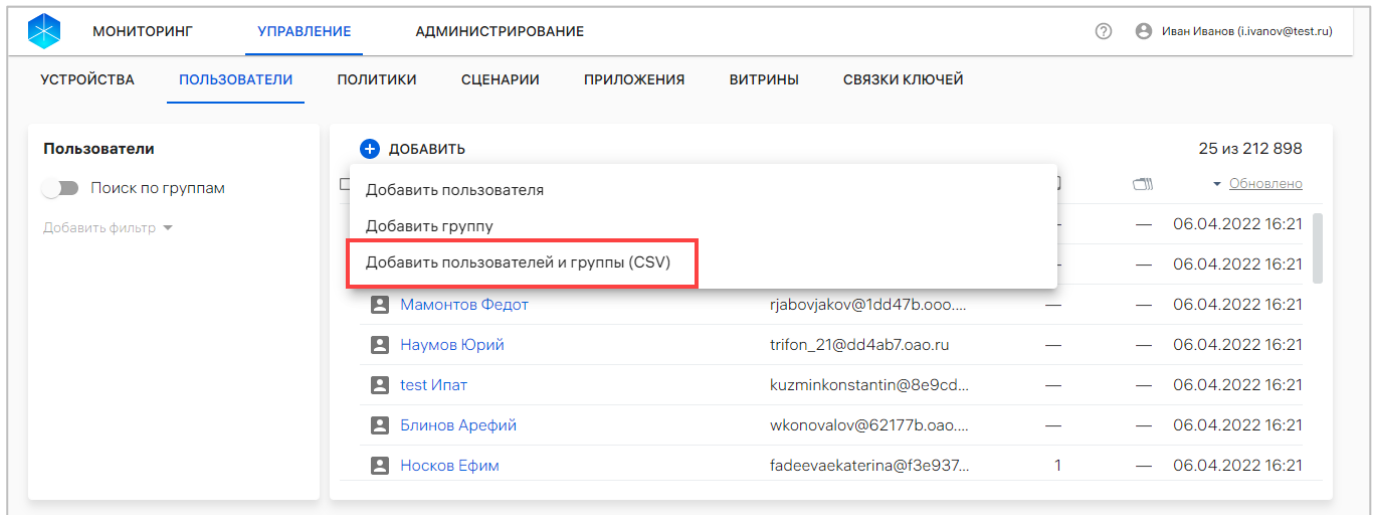 МОНИТОРИНГ УПРАВЛЕНИЕ АДМИНИСТРИРОВАНИЕ ? Иван Иванов (i.ivanov@test.ru)
УСТРОЙСТВА ПОЛЬЗОВАТЕЛИ ПОЛИТИКИ СЦЕНАРИИ ПРИЛОЖЕНИЯ ВИТРИНЫ СВЯЗКИ КЛЮЧЕЙ
Пользователи
Поиск по группам
Добавить фильтр
ДОБАВИТЬ 25 из 212 898
Обновлено
Добавить пользователя
Добавить группу
Добавить пользователей и группы (CSV)
— 06.04.2022 16:21
— 06.04.2022 16:21
Мамонтов Федот rjabovjakov@1dd47b.ooo.... — — 06.04.2022 16:21
Наумов Юрий trifon_21@dd4ab7.oao.ru — — 06.04.2022 16:21
test Ипат kuzminkonstantin@8e9cd... — — 06.04.2022 16:21
Блинов Арефий wkonovalov@62177b.oao.... — — 06.04.2022 16:21
Носков Ефим fadeevaekaterina@f3e937... 1 — 06.04.2022 16:21